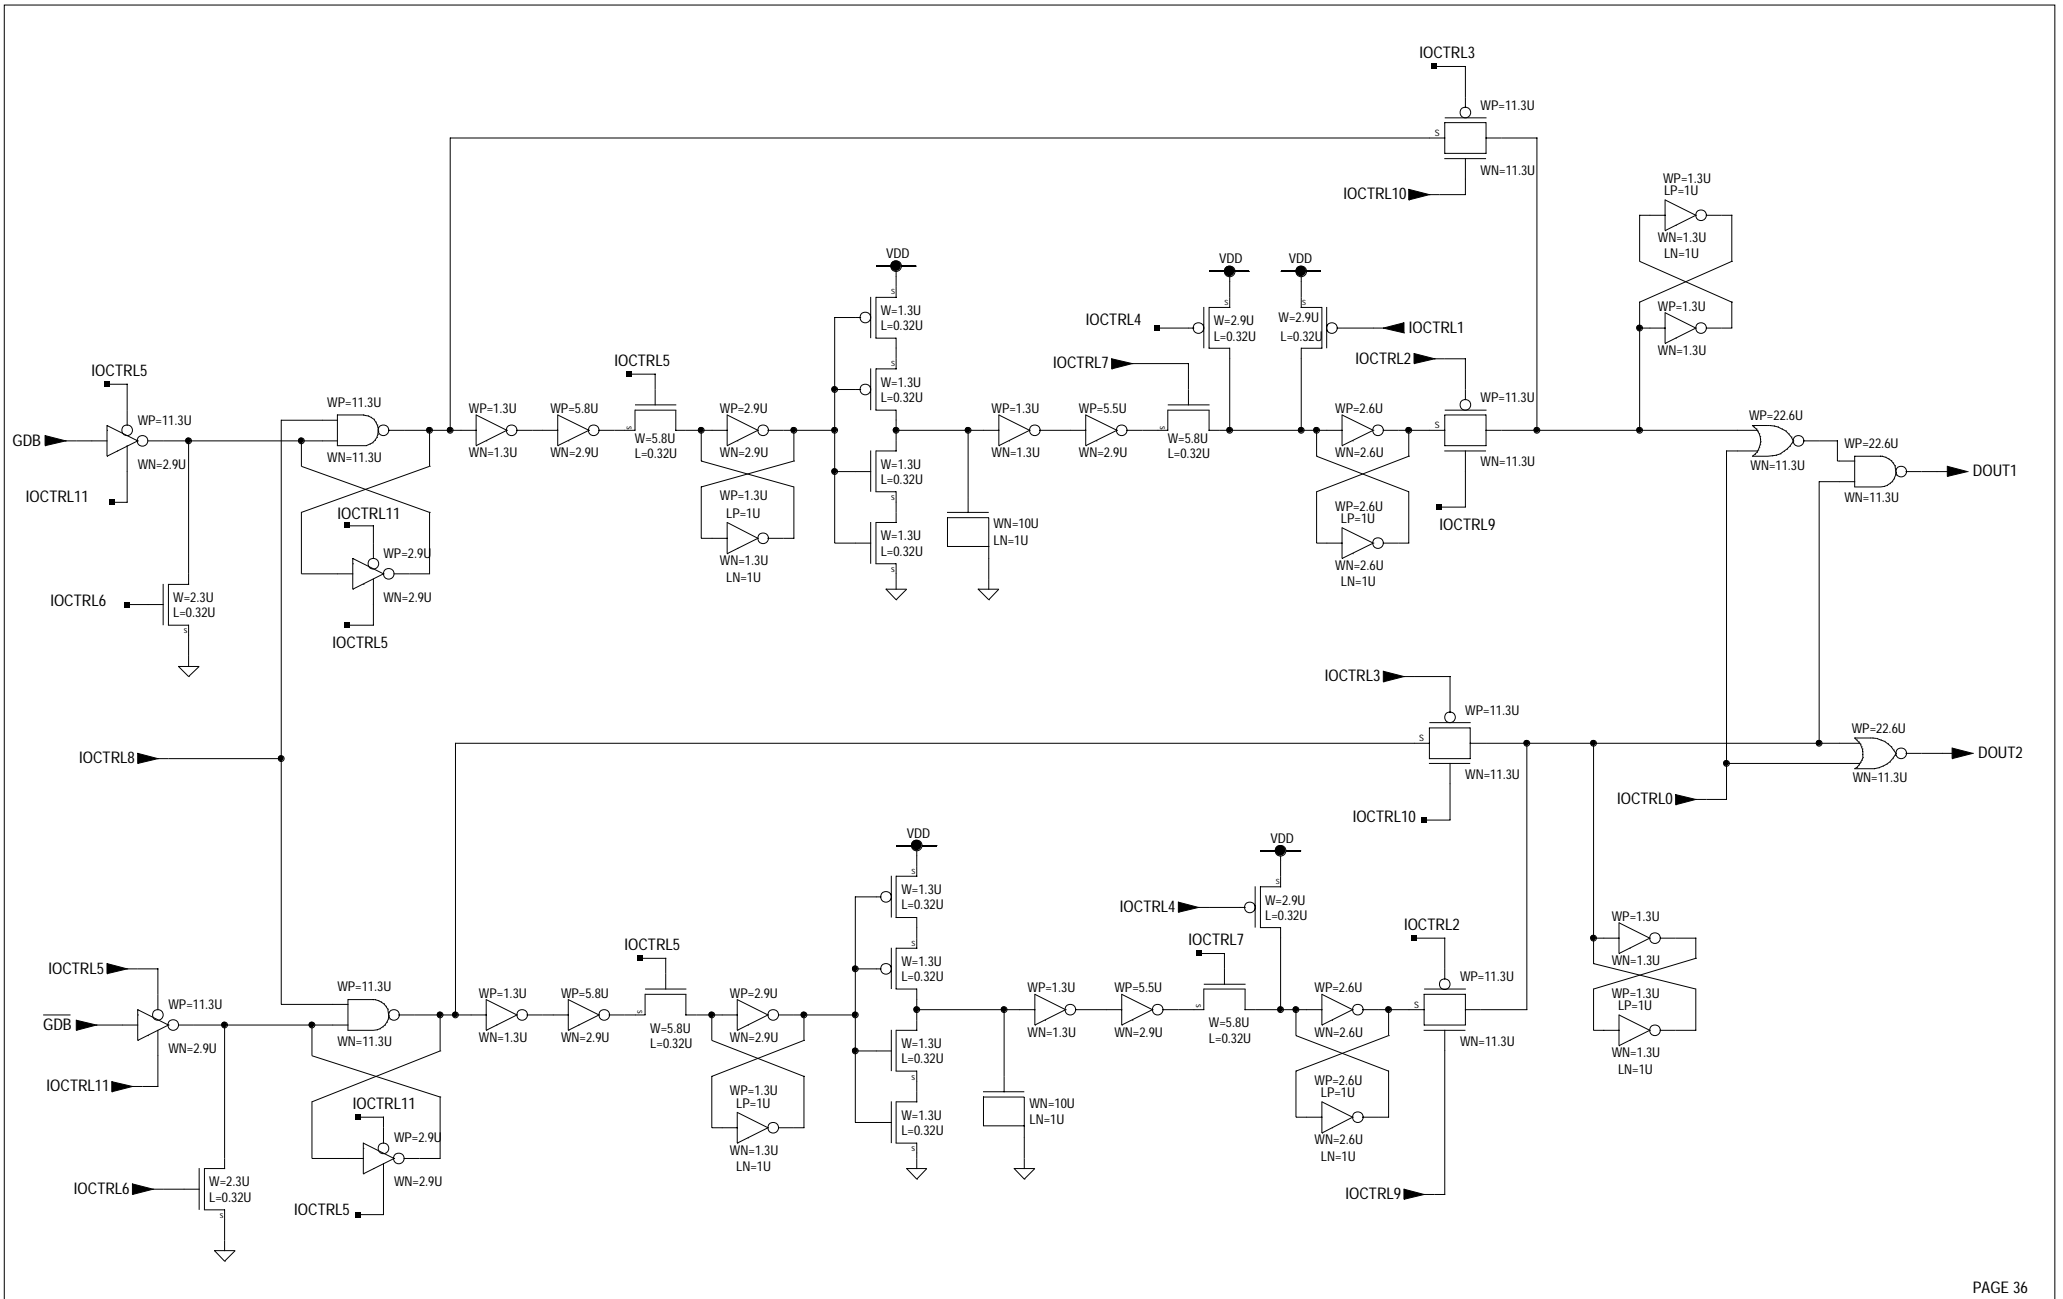 IOCTRL3
WP=11.3U
S
WN=11.3U
IOCTRL10
WP=1.3U
LP=1U
WN=1.3U
LN=1U
WP=1.3U
WN=1.3U
VDD
VDD
VDD
S
W=1.3U
L=0.32U
S
W=1.3U
L=0.32U
W=1.3U
L=0.32U
S
W=1.3U
L=0.32U
S
IOCTRL4
S
W=2.9U
L=0.32U
S
W=2.9U
L=0.32U
IOCTRL1
IOCTRL7
IOCTRL2
IOCTRL5
WP=11.3U
GDB
WN=2.9U
IOCTRL11
WP=11.3U
WN=11.3U
IOCTRL11
WP=2.9U
WN=2.9U
IOCTRL5
IOCTRL6
W=2.3U
L=0.32U
S
WP=1.3U
WN=1.3U
WP=5.8U
WN=2.9U
IOCTRL5
S
W=5.8U
L=0.32U
WP=2.9U
WN=2.9U
WP=1.3U
LP=1U
WN=1.3U
LN=1U
WN=10U
LN=1U
WP=1.3U
WN=1.3U
WP=5.5U
WN=2.9U
S
W=5.8U
L=0.32U
WP=2.6U
WN=2.6U
WP=2.6U
LP=1U
WN=2.6U
LN=1U
WP=11.3U
S
WN=11.3U
IOCTRL9
WP=22.6U
WN=11.3U
WP=22.6U
WN=11.3U
DOUT1
IOCTRL8
IOCTRL3
WP=11.3U
S
WN=11.3U
IOCTRL10
IOCTRL0
WP=22.6U
WN=11.3U
DOUT2
VDD
S
W=1.3U
L=0.32U
S
W=1.3U
L=0.32U
W=1.3U
L=0.32U
S
W=1.3U
L=0.32U
S
VDD
S
IOCTRL4
W=2.9U
L=0.32U
IOCTRL7
IOCTRL2
IOCTRL5
WP=11.3U
GDB
WN=2.9U
IOCTRL11
WP=11.3U
WN=11.3U
IOCTRL11
WP=2.9U
WN=2.9U
IOCTRL5
IOCTRL6
W=2.3U
L=0.32U
S
WP=1.3U
WN=1.3U
WP=5.8U
WN=2.9U
IOCTRL5
S
W=5.8U
L=0.32U
WP=2.9U
WN=2.9U
WP=1.3U
LP=1U
WN=1.3U
LN=1U
WN=10U
LN=1U
WP=1.3U
WN=1.3U
WP=5.5U
WN=2.9U
S
W=5.8U
L=0.32U
WP=2.6U
WN=2.6U
WP=2.6U
LP=1U
WN=2.6U
LN=1U
WP=11.3U
S
WN=11.3U
IOCTRL9
WP=1.3U
WN=1.3U
WP=1.3U
LP=1U
WN=1.3U
LN=1U
PAGE 36